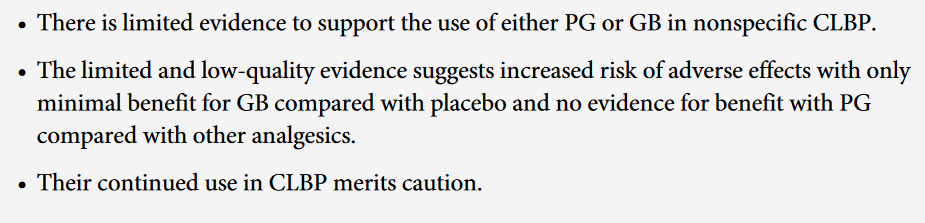 • There is limited evidence to support the use of either PG or GB in nonspecific CLBP.
• The limited and low-quality evidence suggests increased risk of adverse effects with only
minimal benefit for GB compared with placebo and no evidence for benefit with PG
compared with other analgesics.
• Their continued use in CLBP merits caution.